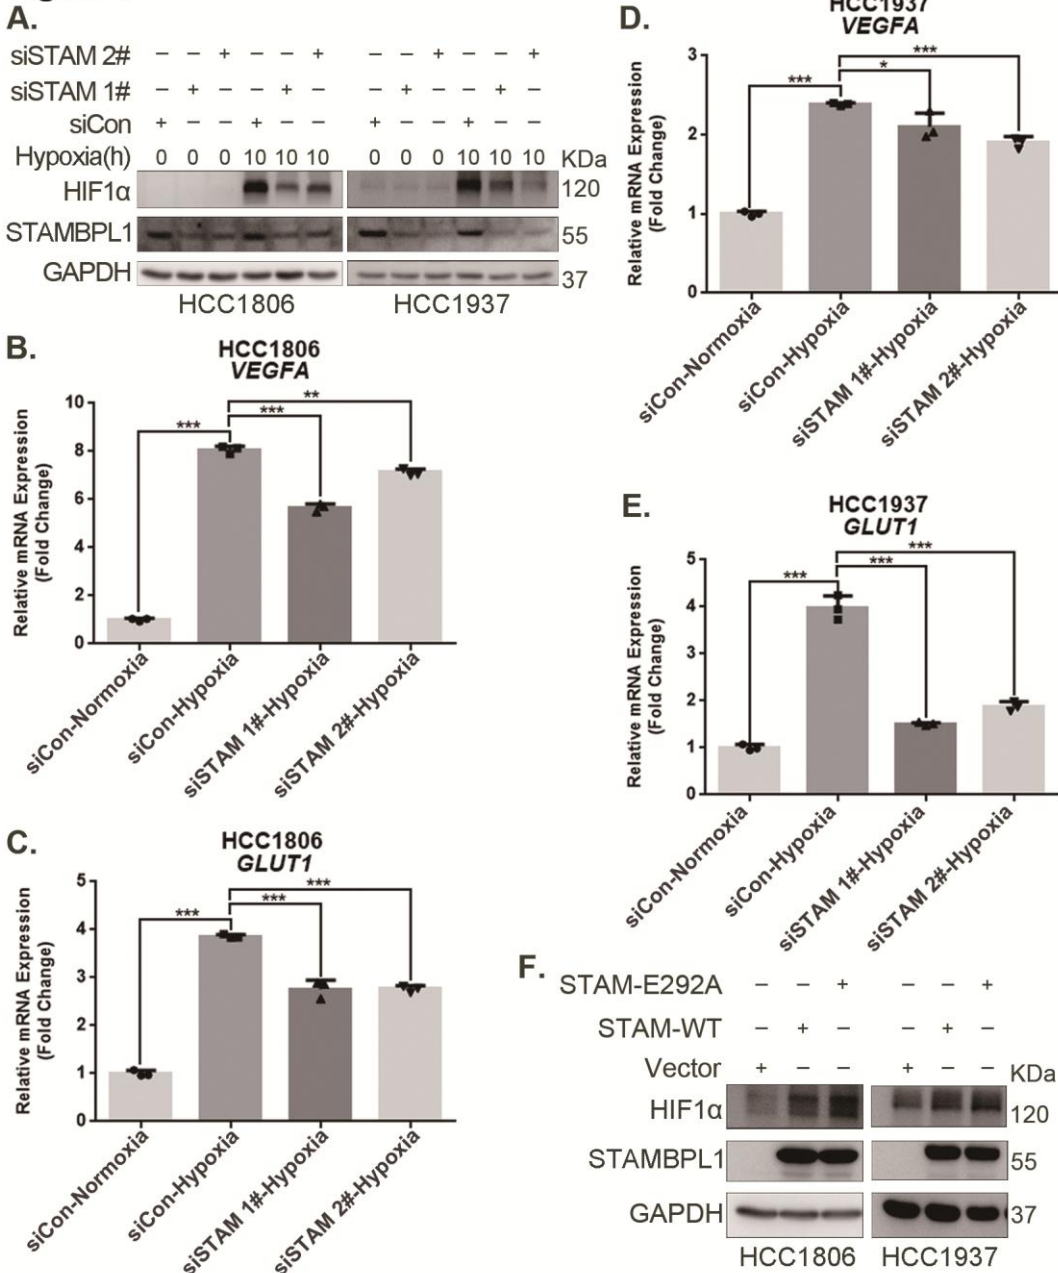 A.
siSTAM 2# − − + − − + − − + − − +
siSTAM 1# − + − − + − − + − − + −
siCon + − − + − − + − − + − −
Hypoxia(h) 0 0 0 10 10 10 0 0 0 10 10 10 KDa
HIF1α 120
STAMBPL1 55
GAPDH 37
HCC1806 HCC1937
B.
HCC1806
VEGFA
Relative mRNA Expression
(Fold Change)
10
8
6
4
2
0
***
***
**
siCon-Normoxia
siCon-Hypoxia
siSTAM 1#-Hypoxia
siSTAM 2#-Hypoxia
C.
HCC1806
GLUT1
Relative mRNA Expression
(Fold Change)
5
4
3
2
1
0
***
***
***
siCon-Normoxia
siCon-Hypoxia
siSTAM 1#-Hypoxia
siSTAM 2#-Hypoxia
D.
HCC1937
VEGFA
Relative mRNA Expression
(Fold Change)
3
2
1
0
***
*
***
siCon-Normoxia
siCon-Hypoxia
siSTAM 1#-Hypoxia
siSTAM 2#-Hypoxia
E.
HCC1937
GLUT1
Relative mRNA Expression
(Fold Change)
5
4
3
2
1
0
***
***
***
siCon-Normoxia
siCon-Hypoxia
siSTAM 1#-Hypoxia
siSTAM 2#-Hypoxia
F.
STAM-E292A − − + − − +
STAM-WT − + − − + −
Vector + − − + − − KDa
HIF1α 120
STAMBPL1 55
GAPDH 37
HCC1806 HCC1937